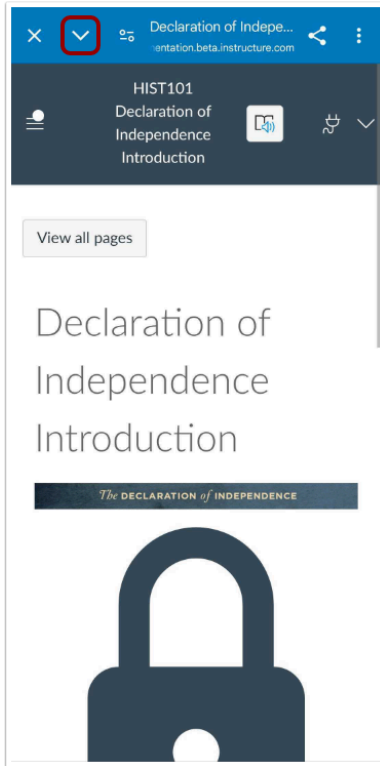 Declaration of Indepe...
entation.beta.instructure.com
HIST101
Declaration of
Independence
Introduction
View all pages
Declaration of
Independence
Introduction
The DECLARATION of INDEPENDENCE